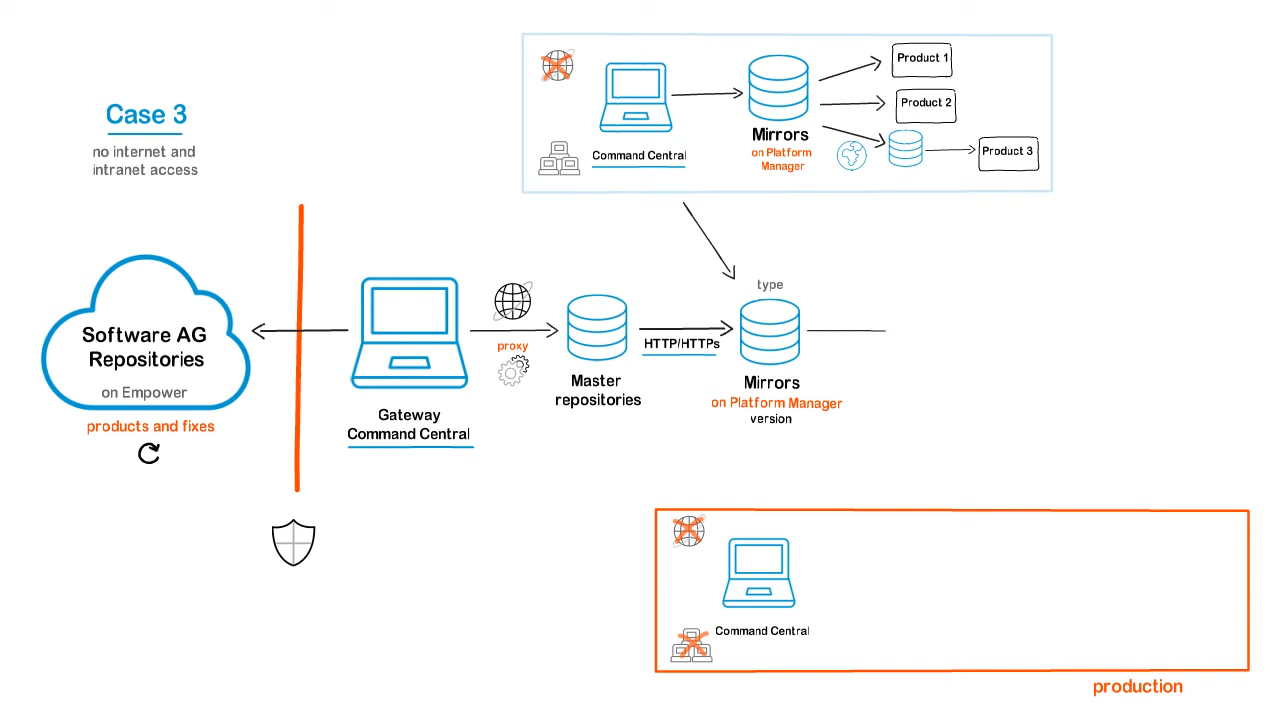 Case 3
no internet and
intranet access
Command Central
Mirrors
on Platform
Manager
Product 1
Product 2
Product 3
Software AG
Repositories
on Empower
products and fixes
Gateway
Command Central
proxy
Master
repositories
HTTP/HTTPs
type
Mirrors
on Platform Manager
version
Command Central
production